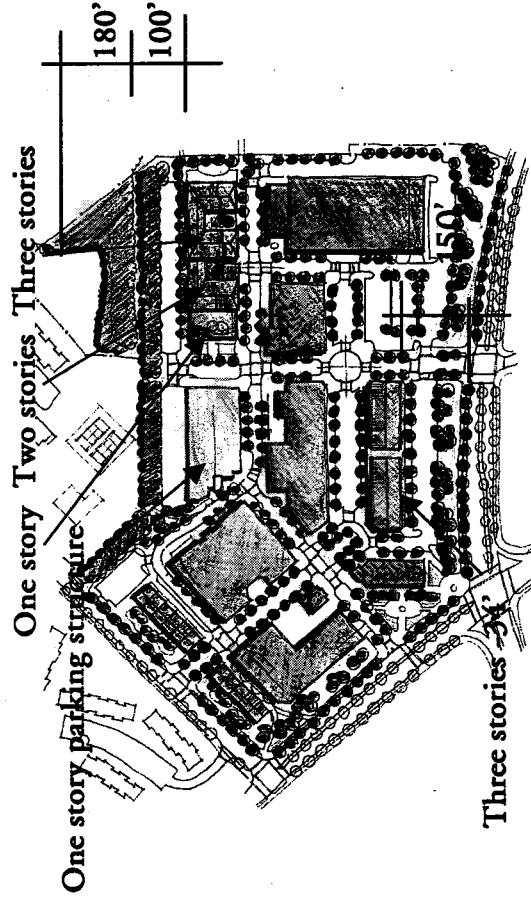 180'
100'
One story Two stories Three stories
One story parking structure
150'
Three stories